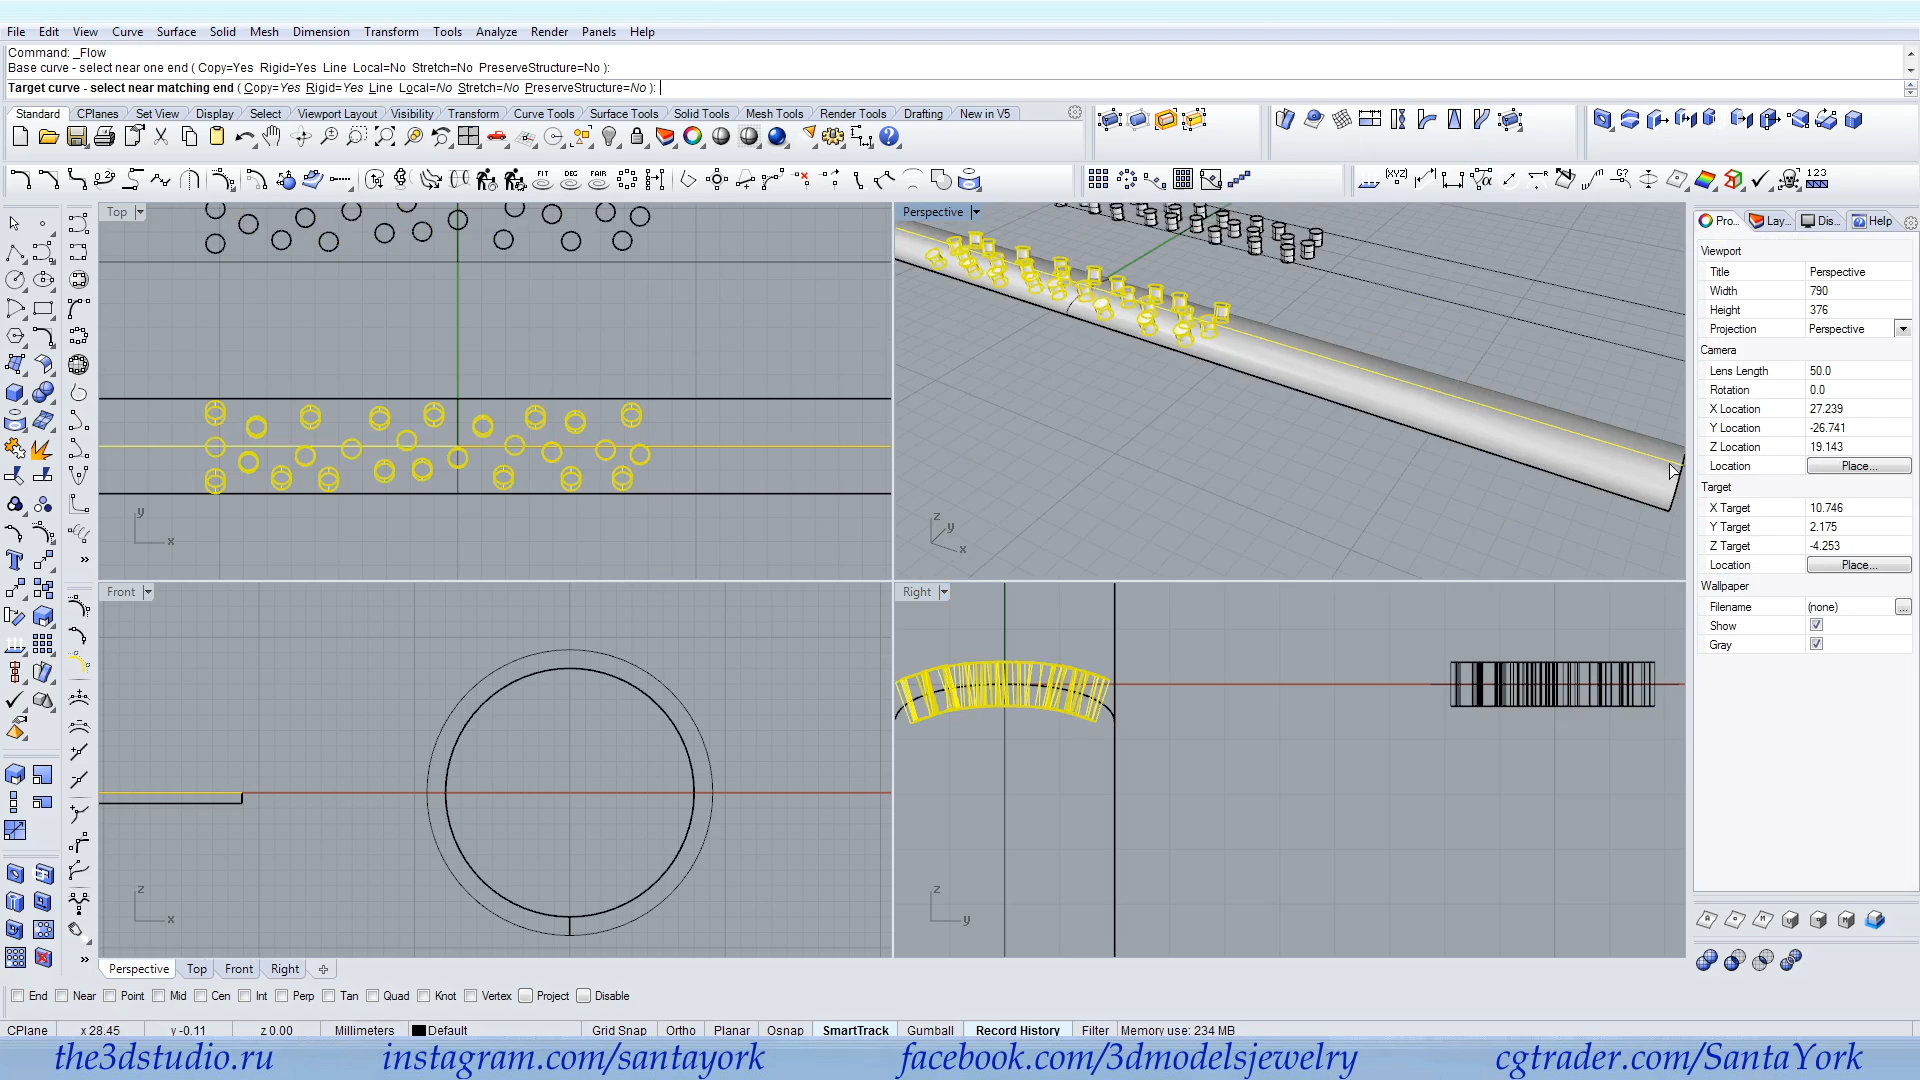 File Edit View Curve Surface Solid Mesh Dimension Transform Tools Analyze Render Panels Help
Command: _Flow
Base curve - select near one end ( Copy=Yes Rigid=Yes Line Local=No Stretch=No PreserveStructure=No ):
Target curve - select near matching end ( Copy=Yes Rigid=Yes Line Local=No Stretch=No PreserveStructure=No ):
Standard CPlanes Set View Display Select Viewport Layout Visibility Transform Curve Tools Surface Tools Solid Tools Mesh Tools Render Tools Drafting New in V5
FIT DEG FAIR
(XYZ) G? 123
Top
Perspective
Pro... Lay... Dis... Help
Viewport
Title Perspective
Width 790
Height 376
Projection Perspective
Camera
Lens Length 50.0
Rotation 0.0
X Location 27.239
Y Location -26.741
Z Location 19.143
Location Place...
Target
X Target 10.746
Y Target 2.175
Z Target -4.253
Location Place...
Wallpaper
Filename (none) ...
Show
Gray
y
x
z
y
x
Front
Right
z
x
z
y
Perspective Top Front Right
End Near Point Mid Cen Int Perp Tan Quad Knot Vertex Project Disable
CPlane x 28.45 y -0.11 z 0.00 Millimeters Default Grid Snap Ortho Planar Osnap SmartTrack Gumball Record History Filter Memory use: 234 MB
the3dstudio.ru instagram.com/santayork facebook.com/3dmodelsjewelry cgtrader.com/SantaYork